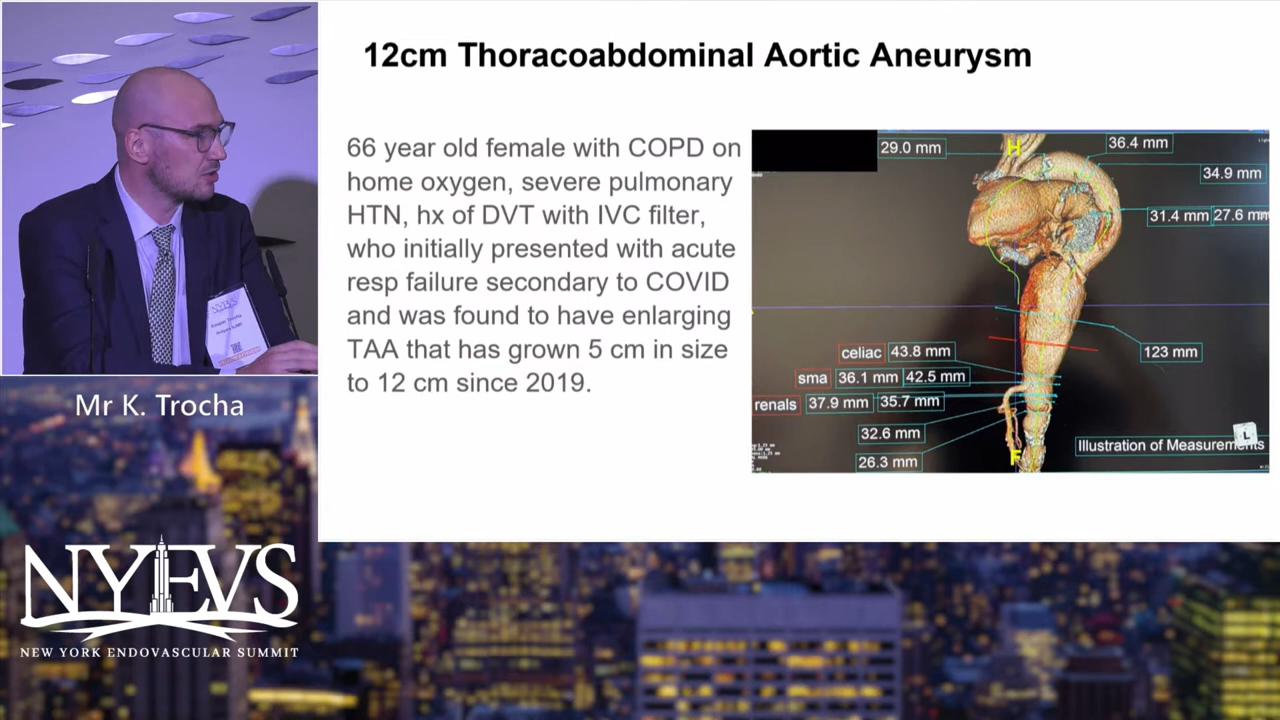 12cm Thoracoabdominal Aortic Aneurysm
66 year old female with COPD on
home oxygen, severe pulmonary
HTN, hx of DVT with IVC filter,
who initially presented with acute
resp failure secondary to COVID
and was found to have enlarging
TAA that has grown 5 cm in size
to 12 cm since 2019.
29.0 mm
H
36.4 mm
34.9 mm
31.4 mm 27.6 mm
123 mm
celiac 43.8 mm
sma 36.1 mm 42.5 mm
renals 37.9 mm 35.7 mm
32.6 mm
26.3 mm
F
L
Illustration of Measurements
NYEVS
Mr K. Trocha
NYEVS
NEW YORK ENDOVASCULAR SUMMIT